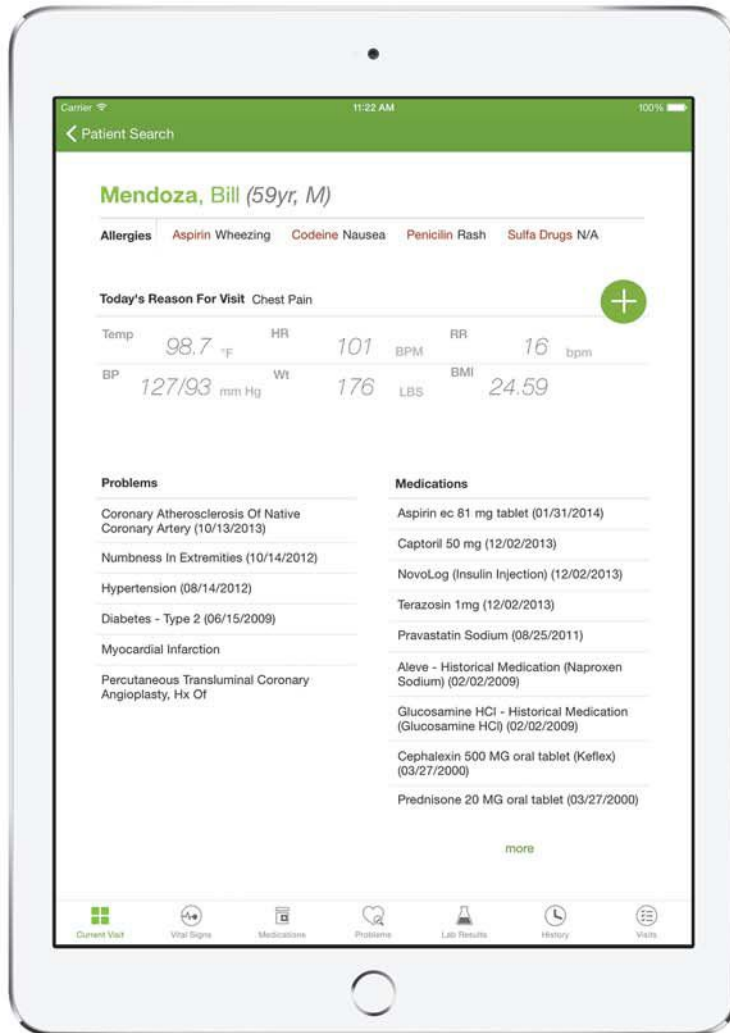 Carrier
11:22 AM
100%
Patient Search
Mendoza, Bill (59yr, M)
Allergies Aspirin Wheezing Codeine Nausea Penicilin Rash Sulfa Drugs N/A
Today's Reason For Visit Chest Pain
Temp 98.7 °F HR 101 BPM RR 16 bpm
BP 127/93 mm Hg Wt 176 LBS BMI 24.59
Problems
Coronary Atherosclerosis Of Native
Coronary Artery (10/13/2013)
Numbness In Extremities (10/14/2012)
Hypertension (08/14/2012)
Diabetes - Type 2 (06/15/2009)
Myocardial Infarction
Percutaneous Transluminal Coronary
Angioplasty, Hx Of
Medications
Aspirin ec 81 mg tablet (01/31/2014)
Captoril 50 mg (12/02/2013)
NovoLog (Insulin Injection) (12/02/2013)
Terazosin 1mg (12/02/2013)
Pravastatin Sodium (08/25/2011)
Aleve - Historical Medication (Naproxen
Sodium) (02/02/2009)
Glucosamine HCl - Historical Medication
(Glucosamine HCl) (02/02/2009)
Cephalexin 500 MG oral tablet (Keflex)
(03/27/2000)
Prednisone 20 MG oral tablet (03/27/2000)
more
Current Visit Vital Signs Medications Problems Lab Results History Visits